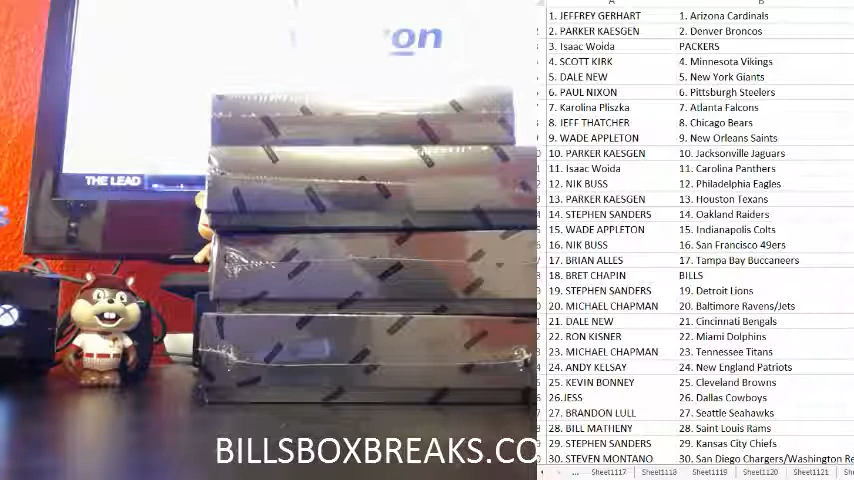 on
THE LEAD
BILLSBOXBREAKS.CO
A B
1. JEFFREY GERHART 1. Arizona Cardinals
2. PARKER KAESGEN 2. Denver Broncos
3. Isaac Woida PACKERS
4. SCOTT KIRK 4. Minnesota Vikings
5. DALE NEW 5. New York Giants
6. PAUL NIXON 6. Pittsburgh Steelers
7. Karolina Pliszka 7. Atlanta Falcons
8. JEFF THATCHER 8. Chicago Bears
9. WADE APPLETON 9. New Orleans Saints
10. PARKER KAESGEN 10. Jacksonville Jaguars
11. Isaac Woida 11. Carolina Panthers
12. NIK BUSS 12. Philadelphia Eagles
13. PARKER KAESGEN 13. Houston Texans
14. STEPHEN SANDERS 14. Oakland Raiders
15. WADE APPLETON 15. Indianapolis Colts
16. NIK BUSS 16. San Francisco 49ers
17. BRIAN ALLES 17. Tampa Bay Buccaneers
18. BRET CHAPIN BILLS
19. STEPHEN SANDERS 19. Detroit Lions
20. MICHAEL CHAPMAN 20. Baltimore Ravens/Jets
21. DALE NEW 21. Cincinnati Bengals
22. RON KISNER 22. Miami Dolphins
23. MICHAEL CHAPMAN 23. Tennessee Titans
24. ANDY KELSAY 24. New England Patriots
25. KEVIN BONNEY 25. Cleveland Browns
26.JESS 26. Dallas Cowboys
27. BRANDON LULL 27. Seattle Seahawks
28. BILL MATHENY 28. Saint Louis Rams
29. STEPHEN SANDERS 29. Kansas City Chiefs
30. STEVEN MONTANO 30. San Diego Chargers/Washington Re
... Sheet1117 Sheet1118 Sheet1119 Sheet1120 Sheet1121 She